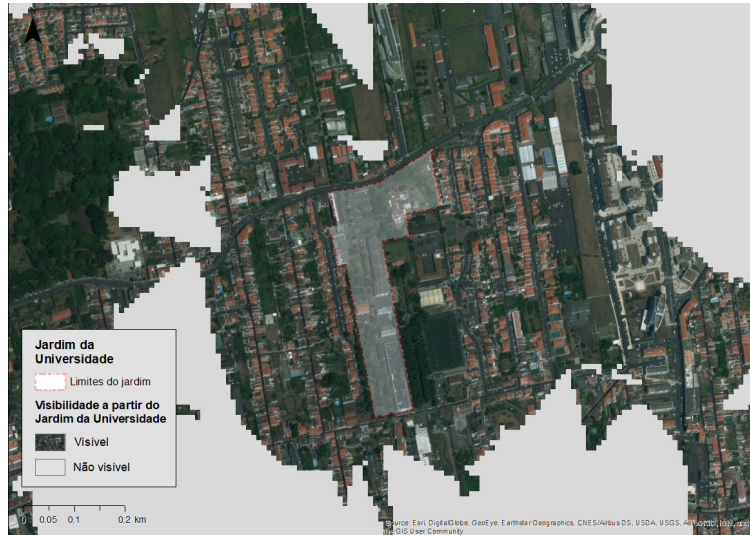 Jardim da
Universidade
Limites do jardim
Visibilidade a partir do
Jardim da Universidade
Visível
Não visível
0 0,05 0,1 0,2 km
Source: Esri, DigitalGlobe, GeoEye, Earthstar Geographics, CNES/Airbus DS, USDA, USGS,
the GIS User Community